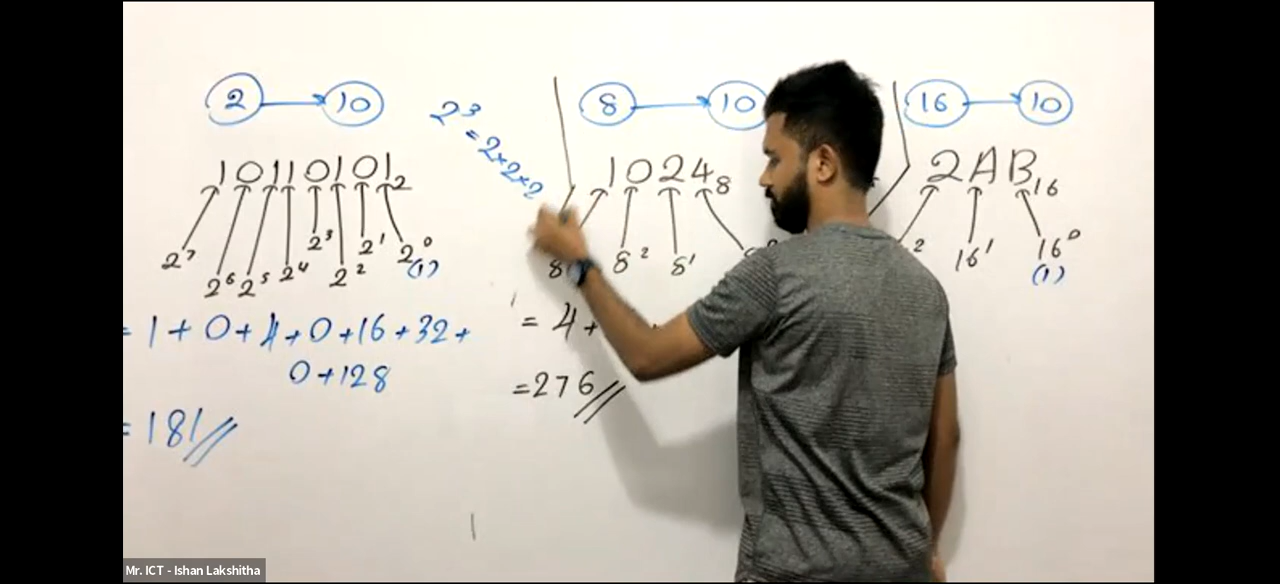 2 → 10
10110101₂
2⁷ 2⁶ 2⁵ 2⁴ 2³ 2² 2¹ 2⁰
(1)
= 1 + 0 + 4 + 0 + 16 + 32 +
0 + 128
= 181
2³ = 2×2×2
8 → 10
1024₈
8 8² 8¹
= 4 +
= 276
16 → 10
2AB₁₆
² 16¹ 16⁰
(1)
Mr. ICT - Ishan Lakshitha